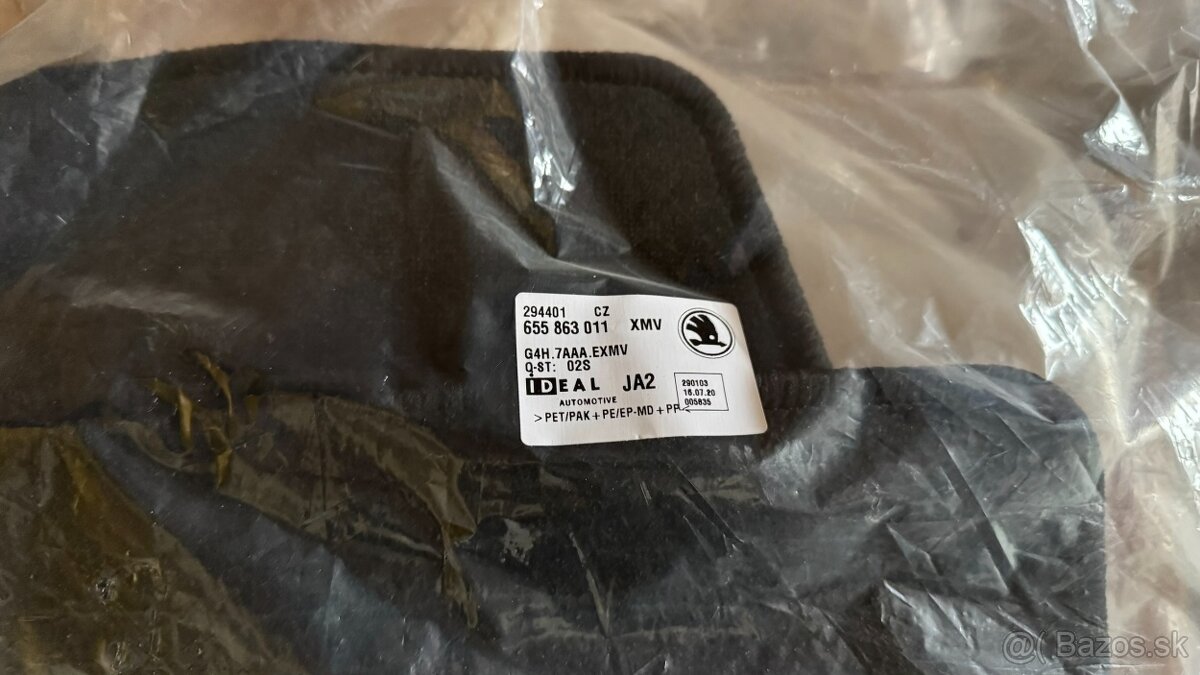 294401 CZ
655 863 011 XMV
G4H.7AAA.EXMV
Q-ST: 02S
IDEAL JA2
AUTOMOTIVE
290103
16.07.20
005835
>PET/PAK+PE/EP-MD+PP<
@( Bazos.sk